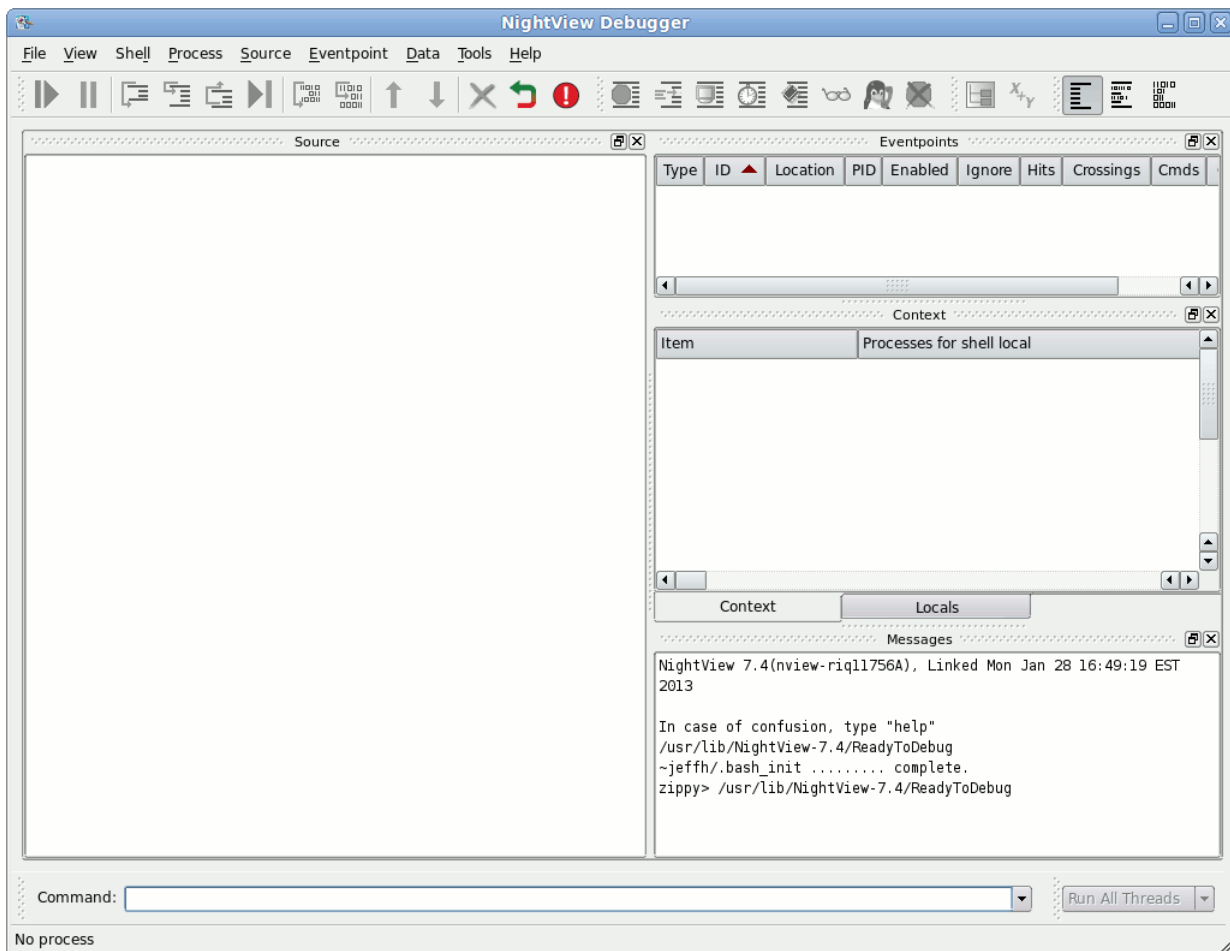 NightView Debugger
File View Shell Process Source Eventpoint Data Tools Help
Source
Eventpoints
Type ID Location PID Enabled Ignore Hits Crossings Cmds
Context
Item Processes for shell local
Context Locals
Messages
NightView 7.4(nview-riq11756A), Linked Mon Jan 28 16:49:19 EST
2013
In case of confusion, type "help"
/usr/lib/NightView-7.4/ReadyToDebug
~jeffh/.bash_init ......... complete.
zippy> /usr/lib/NightView-7.4/ReadyToDebug
Command:
Run All Threads
No process